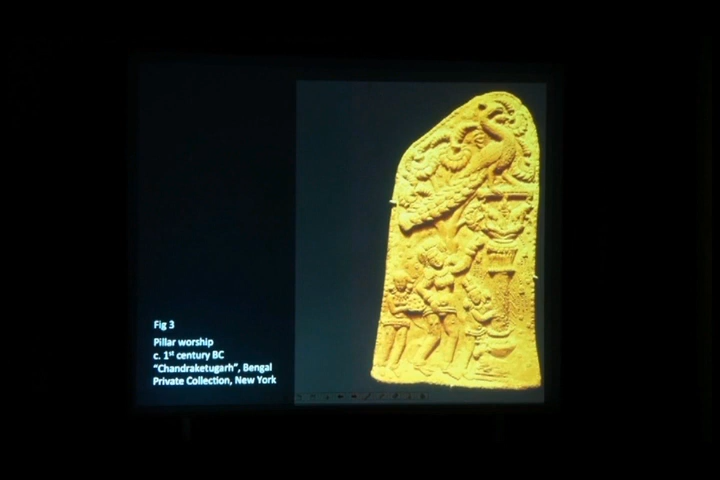 Fig 3
Pillar worship
c. 1st century BC
“Chandraketugarh”, Bengal
Private Collection, New York